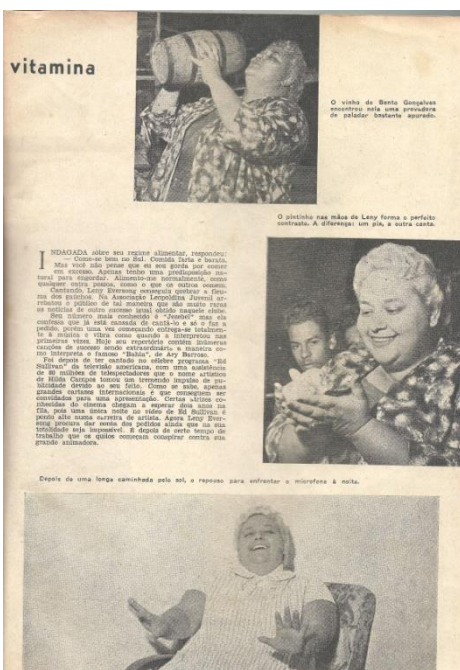 vitamina
O vinho de Bento Gonçalves
encontrou nela uma provadora
de paladar bastante apurado.
O pintinho nas mãos de Leny forma o perfeito
contraste. A diferença: um pia, a outra canta.
INDAGADA sôbre seu regime alimentar, respondeu:
— Come-se bem no Sul. Comida farta e barata.
Mas você não pense que eu sou gorda por comer
em excesso. Apenas tenho uma predisposição na-
tural para engordar. Alimento-me normalmente, como
qualquer outra pessoa, como o que os outros comem.
Cantando, Leny Eversong conseguiu quebrar a fleu-
ma dos gaúchos. Na Associação Leopoldina Juvenil ar-
rebatou o público de tal maneira que são muito raras
as notícias de outro sucesso igual obtido naquele clube.
Seu número mais conhecido é "Jezebel" mas ela
confessa que já está cansada de cantá-lo e só o faz a
pedido, porém uma vez começando entrega-se totalmen-
te à música e vibra como quando a interpretou nas
primeiras vêzes. Hoje seu repertório contém inúmeras
canções de sucesso sendo extraordinária a maneira co-
mo interpreta o famoso "Bahia", de Ary Barroso.
Foi depois de ter cantado no célebre programa "Ed
Sullivan" da televisão americana, com uma assistência
de 50 milhões de telespectadores que o nome artístico
de Hilda Campos tomou um tremendo impulso de pu-
blicidade devido ao seu feito. Como se sabe, apenas
grandes cartazes internacionais é que conseguem ser
convidados para uma apresentação. Certas atrizes co-
nhecidas do cinema chegam a esperar dois anos na
fila, pois uma única noite no vídeo de Ed Sullivan é
ponto alto numa carreira de artista. Agora Leny Ever-
song procura dar conta dos pedidos ainda que na sua
totalidade seja impossível. E depois de certo tempo de
trabalho que os quilos começam conspirar contra sua
grande animadora.
Depois de uma longa caminhada pelo sol, o repouso para enfrentar o microfone à noite.